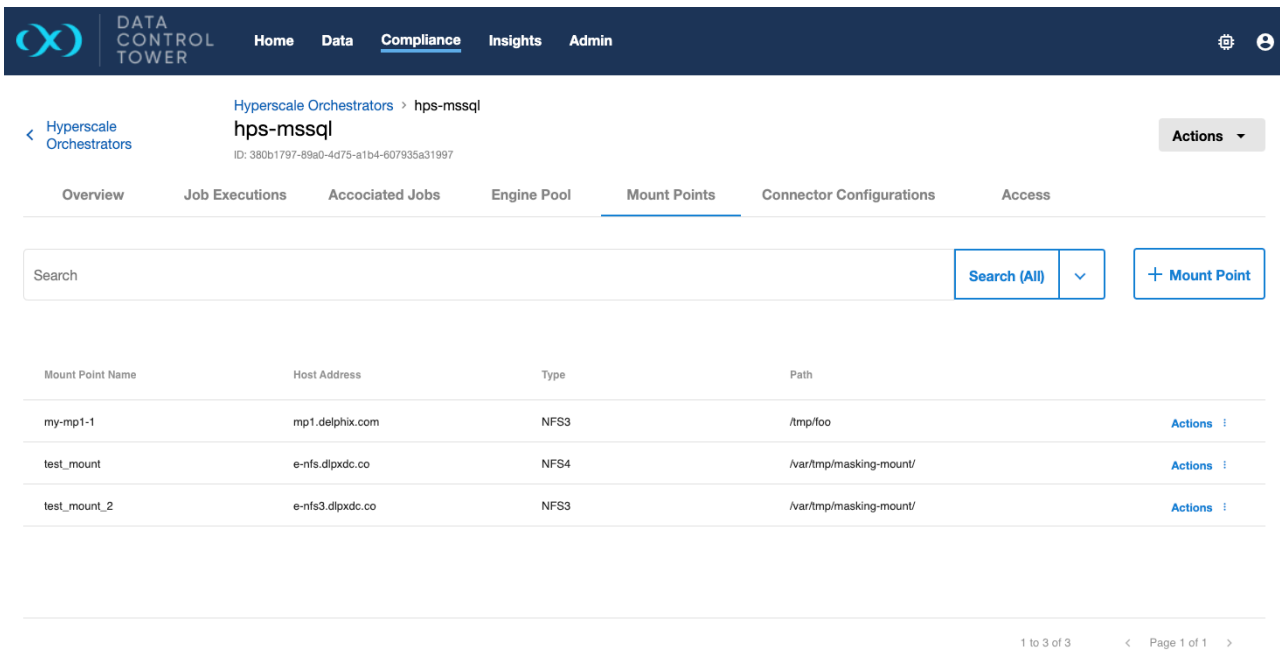 DATA
CONTROL
TOWER
Home Data Compliance Insights Admin
Hyperscale Orchestrators > hps-mssql
Hyperscale
Orchestrators
hps-mssql
ID: 380b1797-89a0-4d75-a1b4-607935a31997
Actions
Overview Job Executions Accociated Jobs Engine Pool Mount Points Connector Configurations Access
Search Search (All) + Mount Point
Mount Point Name Host Address Type Path
my-mp1-1 mp1.delphix.com NFS3 /tmp/foo Actions
test_mount e-nfs.dlpxdc.co NFS4 /var/tmp/masking-mount/ Actions
test_mount_2 e-nfs3.dlpxdc.co NFS3 /var/tmp/masking-mount/ Actions
1 to 3 of 3 < Page 1 of 1 >